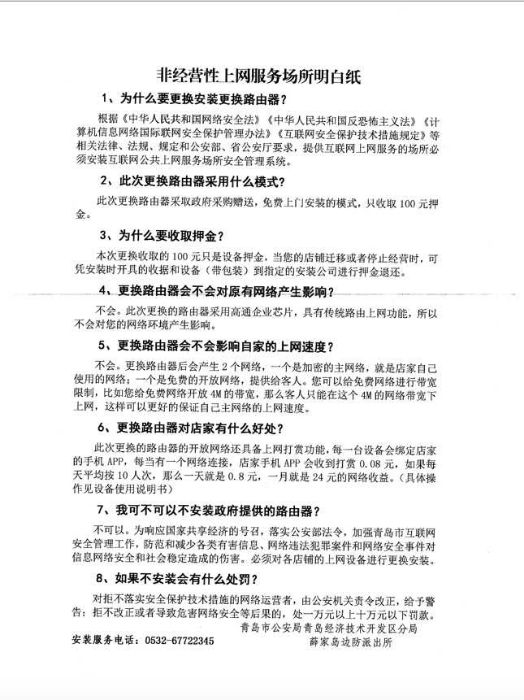 非经营性上网服务场所明白纸
1、为什么要更换安装更换路由器？
根据《中华人民共和国网络安全法》《中华人民共和国反恐怖主义法》《计
算机信息网络国际联网安全保护管理办法》《互联网安全保护技术措施规定》等
相关法律、法规、规定和公安部、省公安厅要求，提供互联网上网服务的场所必
须安装互联网公共上网服务场所安全管理系统。
2、此次更换路由器采用什么模式？
此次更换路由器采取政府采购赠送，免费上门安装的模式，只收取 100 元押
金。
3、为什么要收取押金？
本次更换收取的 100 元只是设备押金，当您的店铺迁移或者停止经营时，可
凭安装时开具的收据和设备（带包装）到指定的安装公司进行押金退还。
4、更换路由器会不会对原有网络产生影响？
不会。此次更换的路由器采用高通企业芯片，具有传统路由上网功能，所以
不会对您的网络环境产生影响。
5、更换路由器会不会影响自家的上网速度？
不会。更换路由器后会产生 2 个网络，一个是加密的主网络，就是店家自己
使用的网络；一个是免费的开放网络，提供给客人。您可以给免费网络进行带宽
限制，比如您给免费网络开放 4M 的带宽，那么客人只能在这个 4M 的网络带宽下
上网，这样可以更好的保证自己主网络的上网速度。
6、更换路由器对店家有什么好处？
此次更换的路由器的开放网络还具备上网打赏功能，每一台设备会绑定店家
的手机 APP，每当有一个网络连接，店家手机 APP 会收到打赏 0.08 元，如果每
天平均按 10 人次，那么一天就是 0.8 元，一月就是 24 元的网络收益。（具体操
作见设备使用说明书）
7、我可不可以不安装政府提供的路由器？
不可以。为响应国家共享经济的号召，落实公安部法令，加强青岛市互联网
安全管理工作，防范和减少各类有害信息、网络违法犯罪案件和网络安全事件对
信息网络安全和社会稳定造成的伤害。必须对各店铺的上网设备进行更换安装。
8、如果不安装会有什么处罚？
对拒不落实安全保护技术措施的网络运营者，由公安机关责令改正，给予警
告；拒不改正或者导致危害网络安全等后果的，处一万元以上十万元以下罚款。
青岛市公安局青岛经济技术开发区分局
安装服务电话：0532-67722345 薛家岛边防派出所